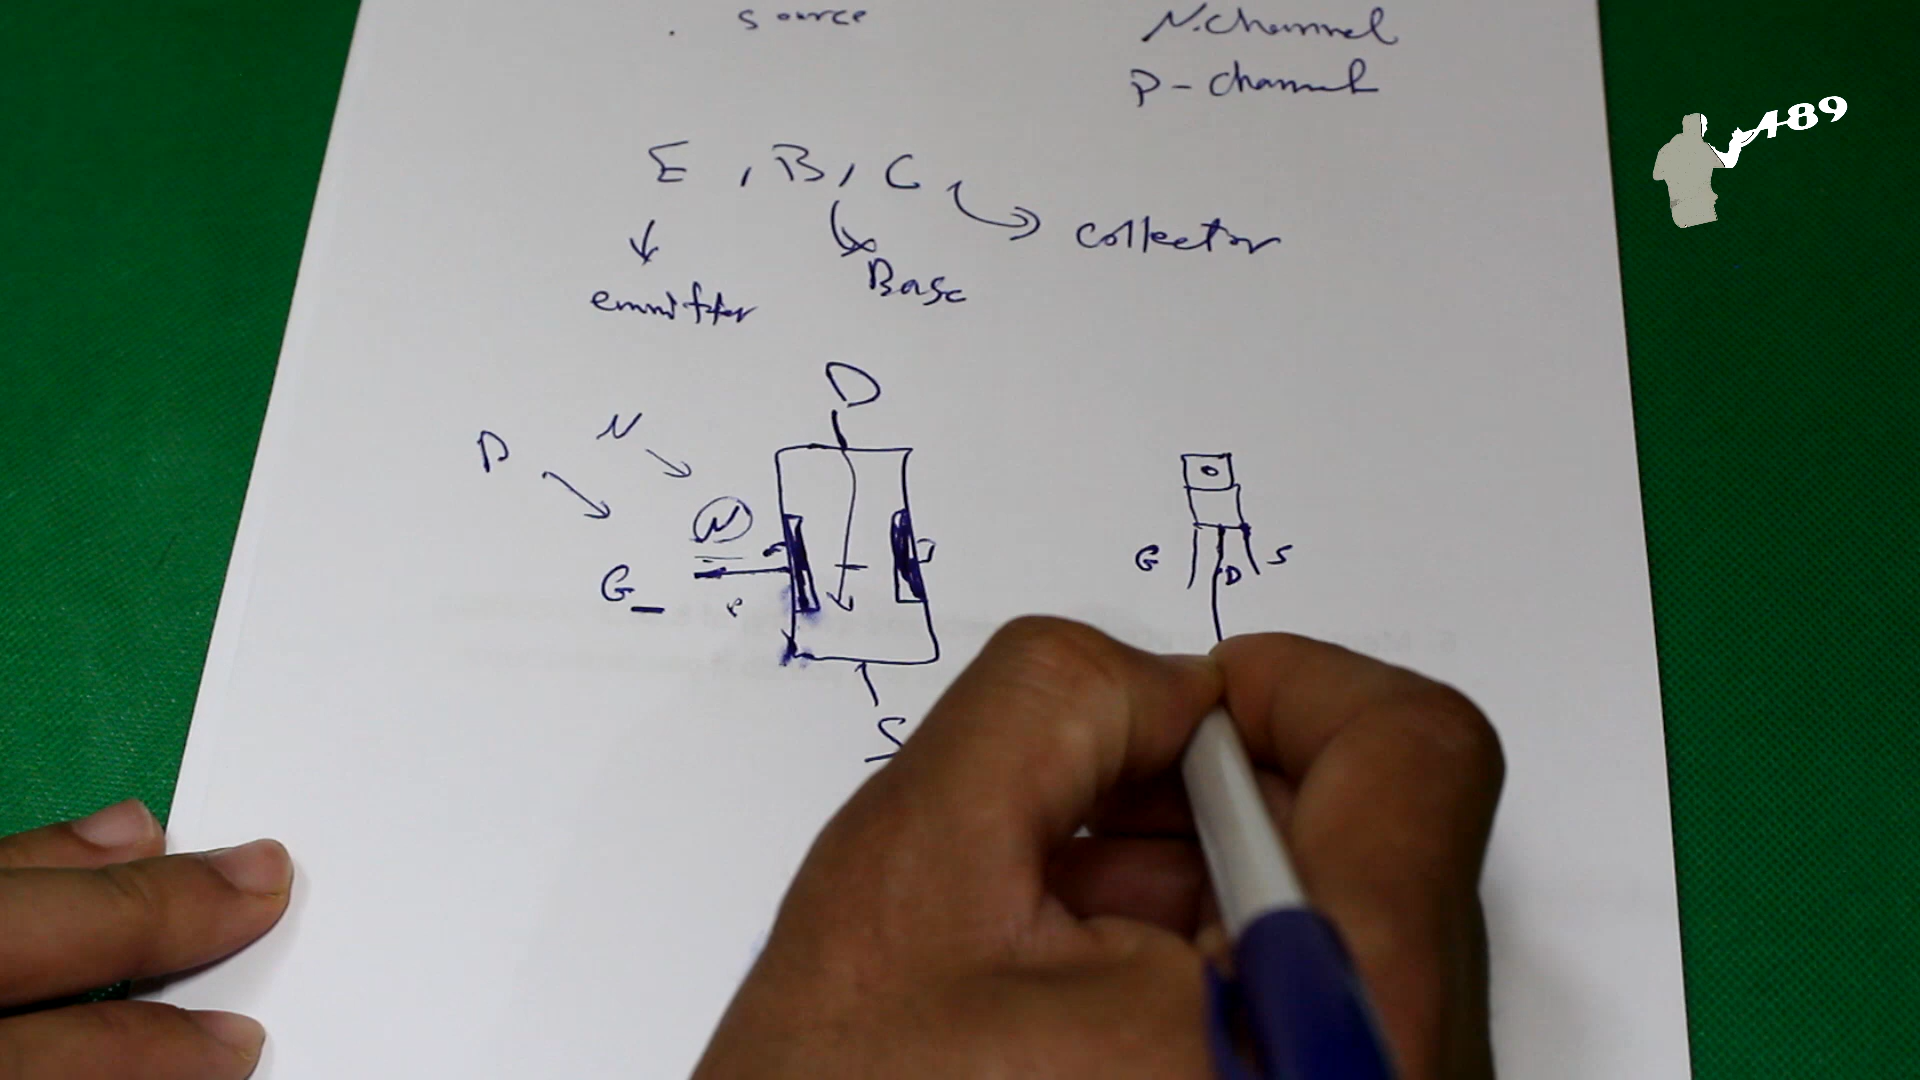 source
N.channel
P - channel
E , B , C
collector
Base
emmitter
D
N
P
N
G
G D S
S
489